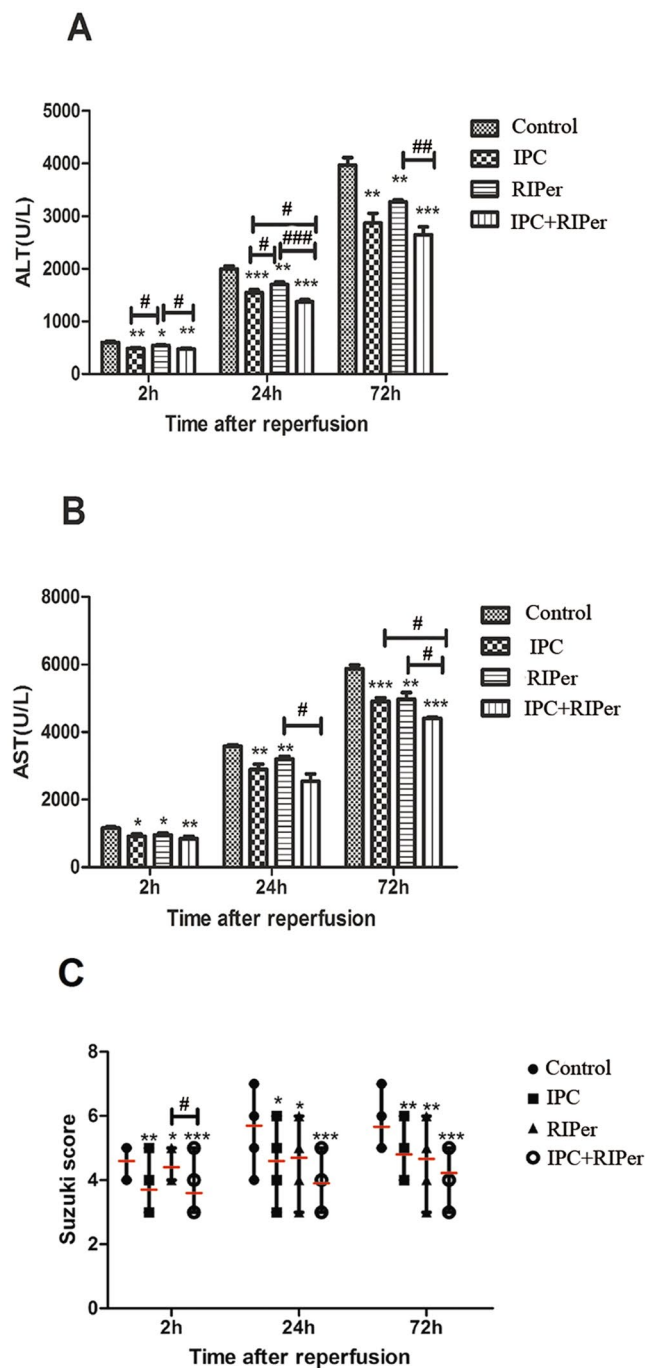 A
5000
4000
3000
2000
1000
0
ALT(U/L)
# # # # ### ##
** * ** *** ** *** ** ** ***
2h 24h 72h
Time after reperfusion
Control
IPC
RIPer
IPC+RIPer
B
8000
6000
4000
2000
0
AST(U/L)
# # #
* * ** ** ** *** ** ***
2h 24h 72h
Time after reperfusion
Control
IPC
RIPer
IPC+RIPer
C
8
6
4
2
0
Suzuki score
#
** * *** * * *** ** ** ***
2h 24h 72h
Time after reperfusion
Control
IPC
RIPer
IPC+RIPer